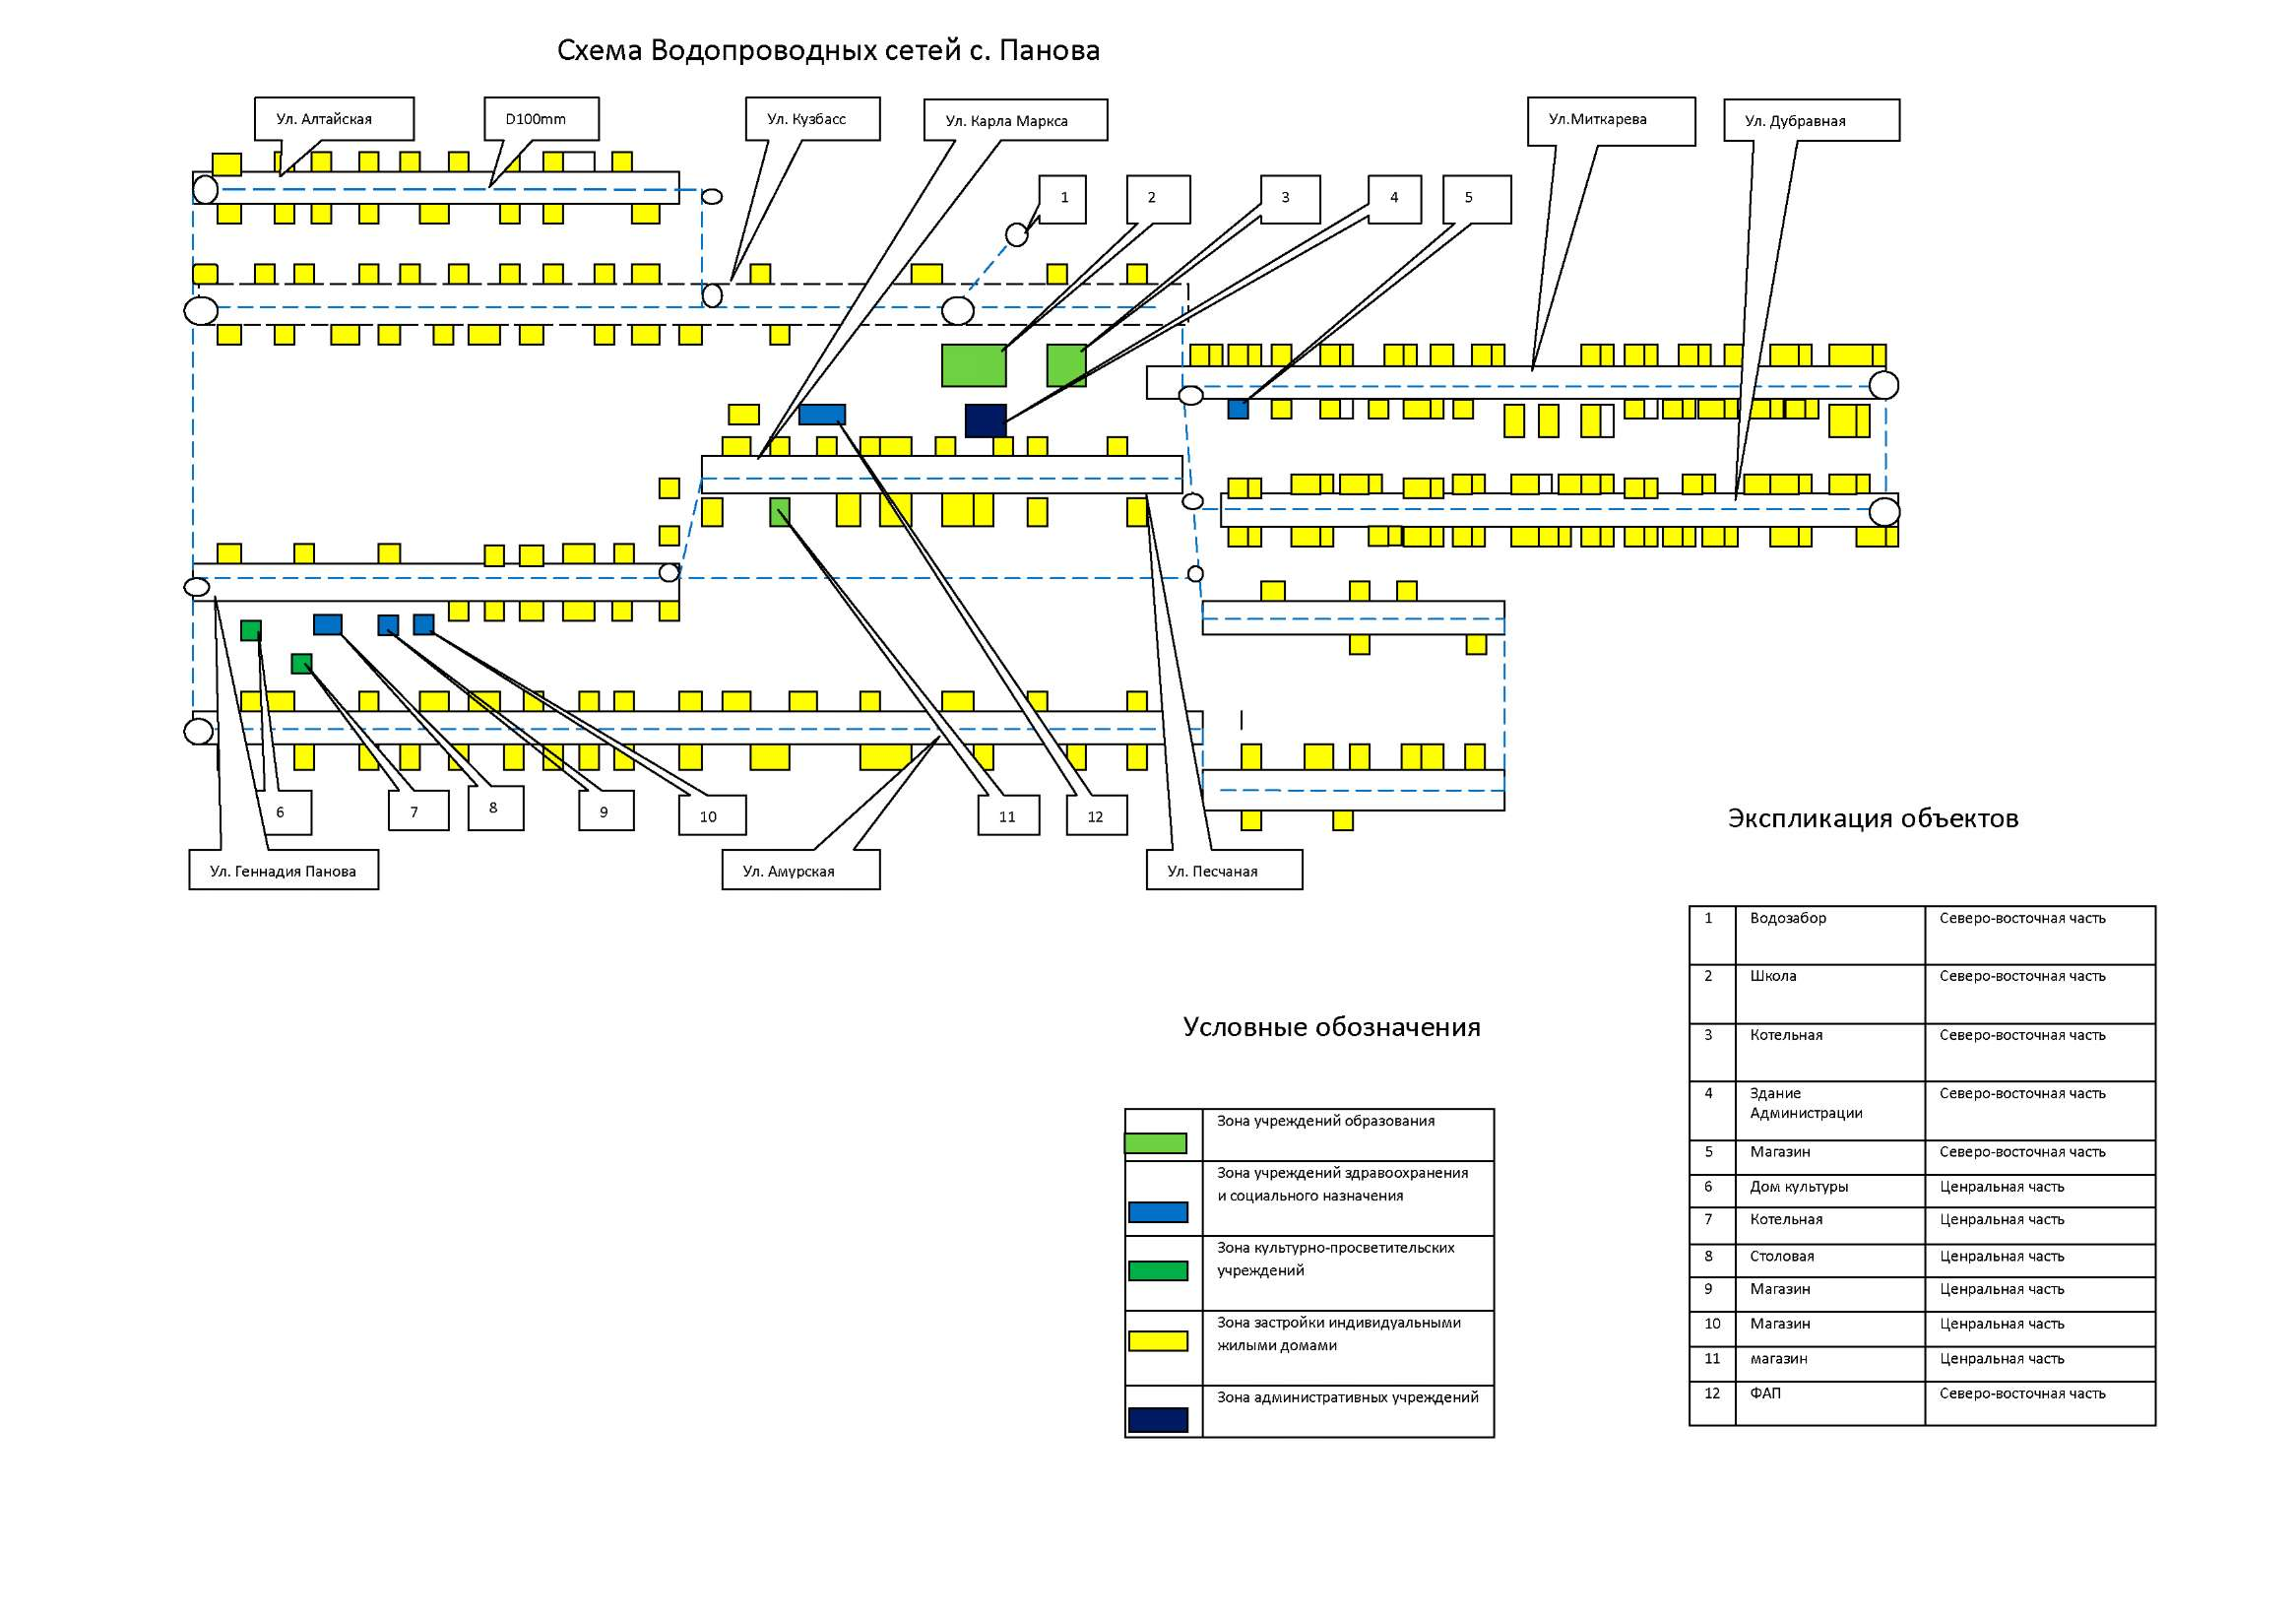 Схема Водопроводных сетей с. Панова
Ул. Алтайская
D100mm
Ул. Кузбасс
Ул. Карла Маркса
Ул.Миткарева
Ул. Дубравная
1
2
3
4
5
6
7
8
9
10
11
12
Ул. Геннадия Панова
Ул. Амурская
Ул. Песчаная
Экспликация объектов
1 Водозабор Северо-восточная часть
2 Школа Северо-восточная часть
3 Котельная Северо-восточная часть
4 Здание Северо-восточная часть
Администрации
5 Магазин Северо-восточная часть
6 Дом культуры Ценральная часть
7 Котельная Ценральная часть
8 Столовая Ценральная часть
9 Магазин Ценральная часть
10 Магазин Ценральная часть
11 магазин Ценральная часть
12 ФАП Северо-восточная часть
Условные обозначения
Зона учреждений образования
Зона учреждений здравоохранения
и социального назначения
Зона культурно-просветительских
учреждений
Зона застройки индивидуальными
жилыми домами
Зона административных учреждений